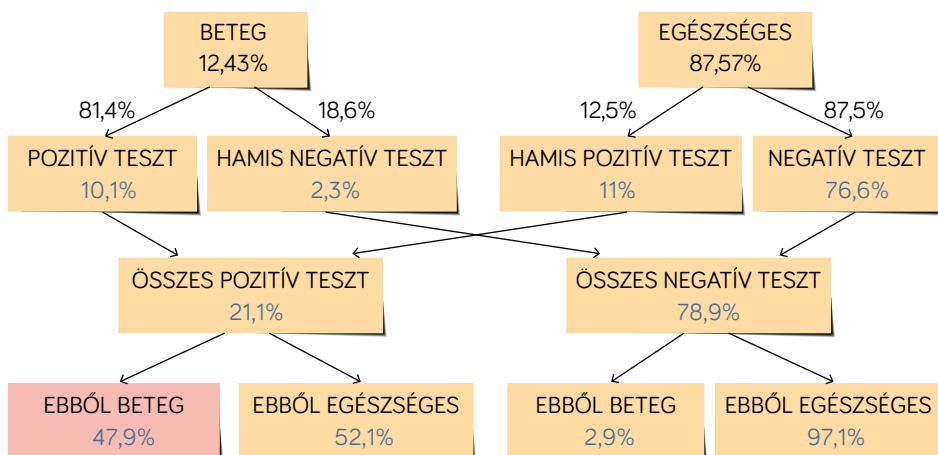 BETEG
12,43%
EGÉSZSÉGES
87,57%
81,4%
18,6%
12,5%
87,5%
POZITÍV TESZT
10,1%
HAMIS NEGATÍV TESZT
2,3%
HAMIS POZITÍV TESZT
11%
NEGATÍV TESZT
76,6%
ÖSSZES POZITÍV TESZT
21,1%
ÖSSZES NEGATÍV TESZT
78,9%
EBBŐL BETEG
47,9%
EBBŐL EGÉSZSÉGES
52,1%
EBBŐL BETEG
2,9%
EBBŐL EGÉSZSÉGES
97,1%